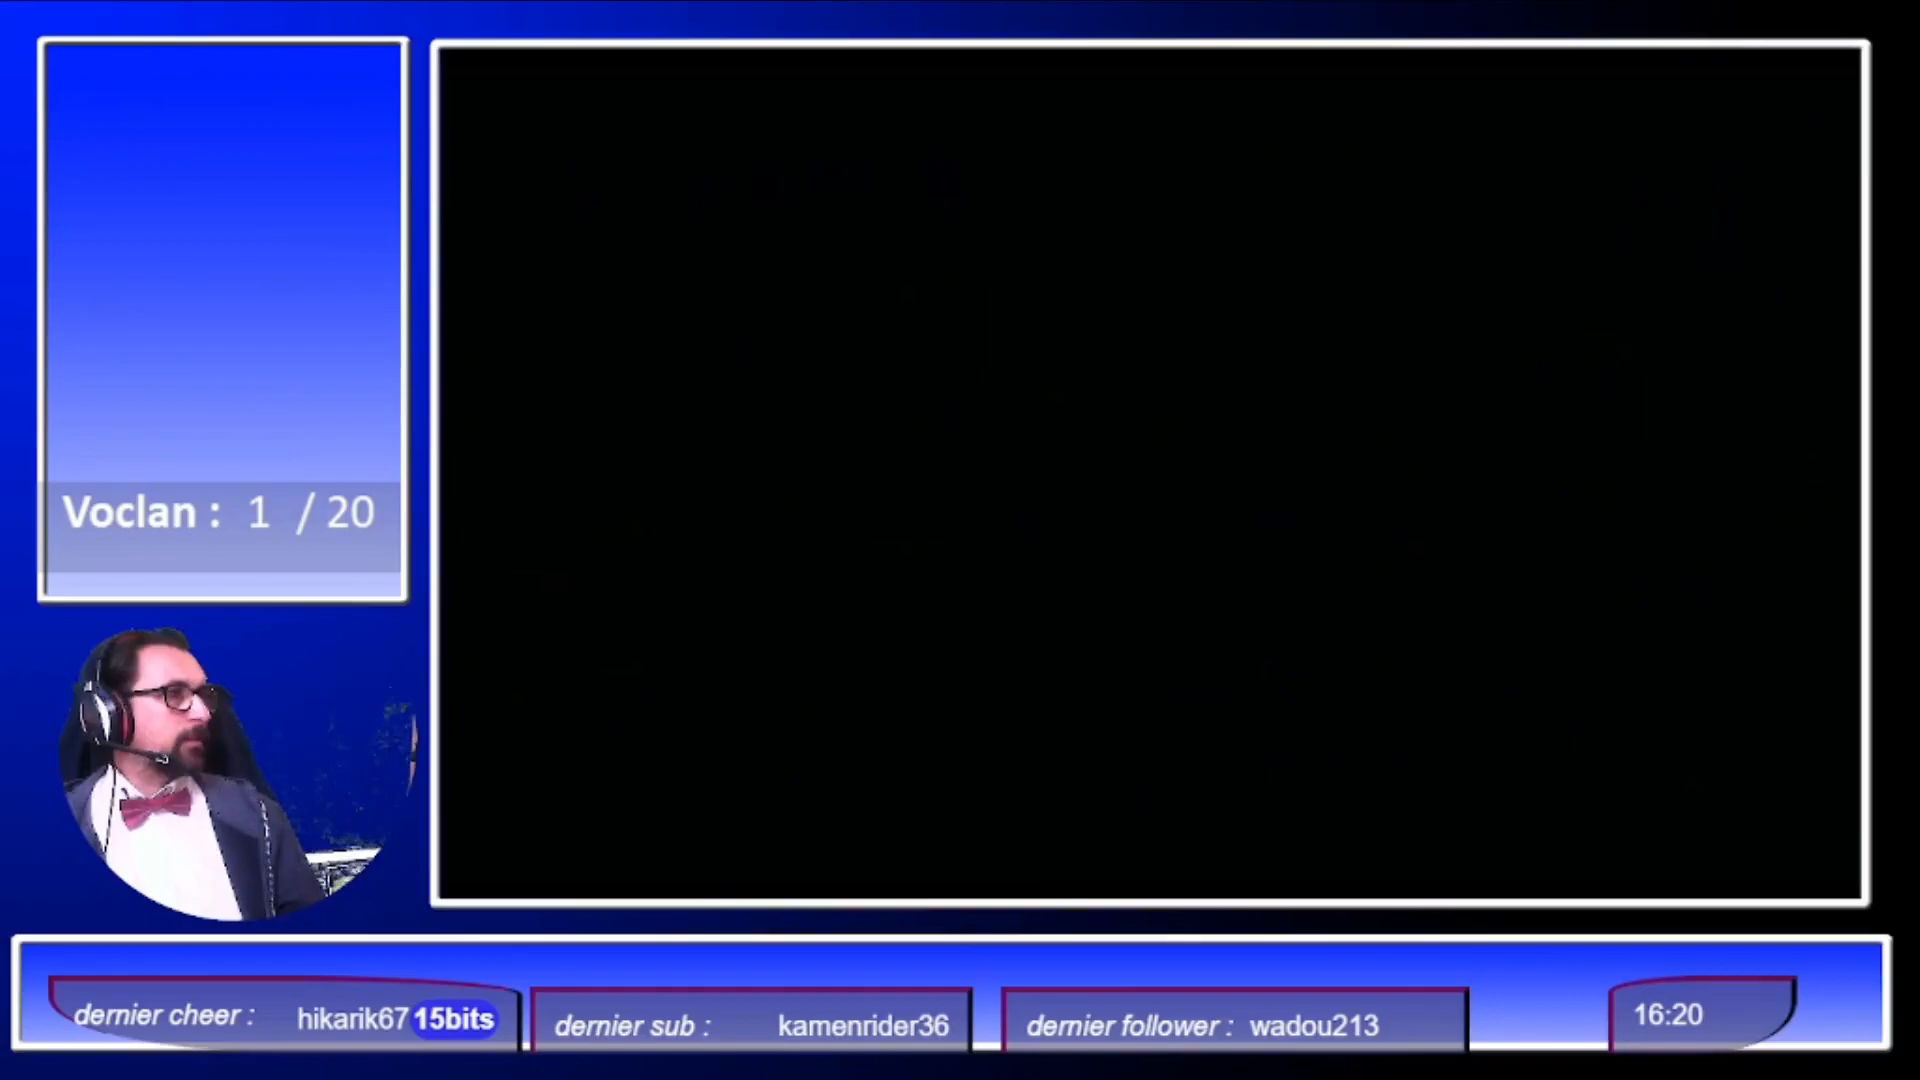 Voclan : 1 / 20
dernier cheer : hikarik67 15bits
dernier sub : kamenrider36
dernier follower : wadou213
16:20